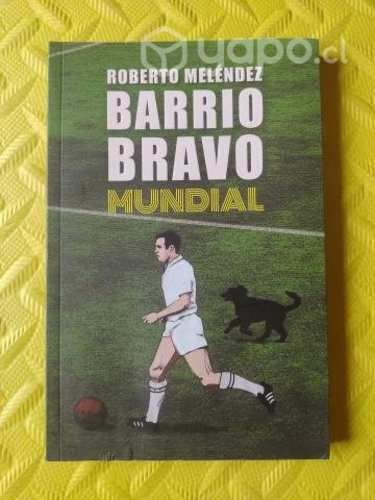 yapo.cl
ROBERTO MELÉNDEZ
BARRIO
BRAVO
MUNDIAL